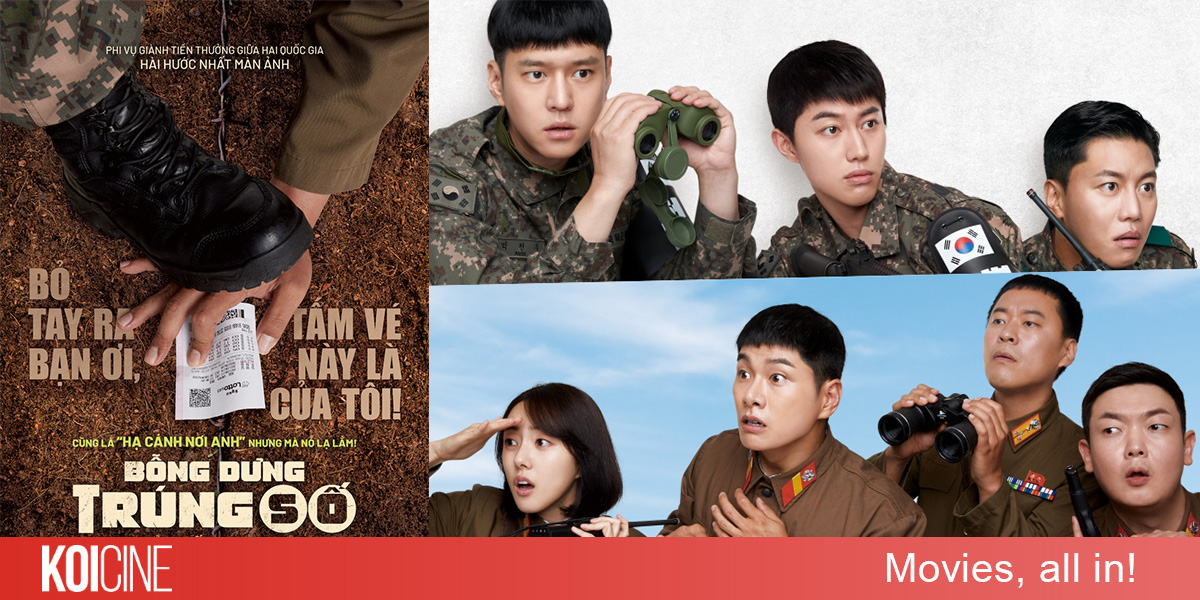 PHI VỤ GIÀNH TIỀN THƯỞNG GIỮA HAI QUỐC GIA
HÀI HƯỚC NHẤT MÀN ẢNH
BỎ
TAY RA
BẠN ƠI,
TẤM VÉ
NÀY LÀ
CỦA TÔI!
Lotto
CÙNG LÀ “HẠ CÁNH NƠI ANH” NHƯNG MÀ NÓ LẠ LẮM!
BỖNG DƯNG
TRÚNG SỐ
KOICINE
Movies, all in!